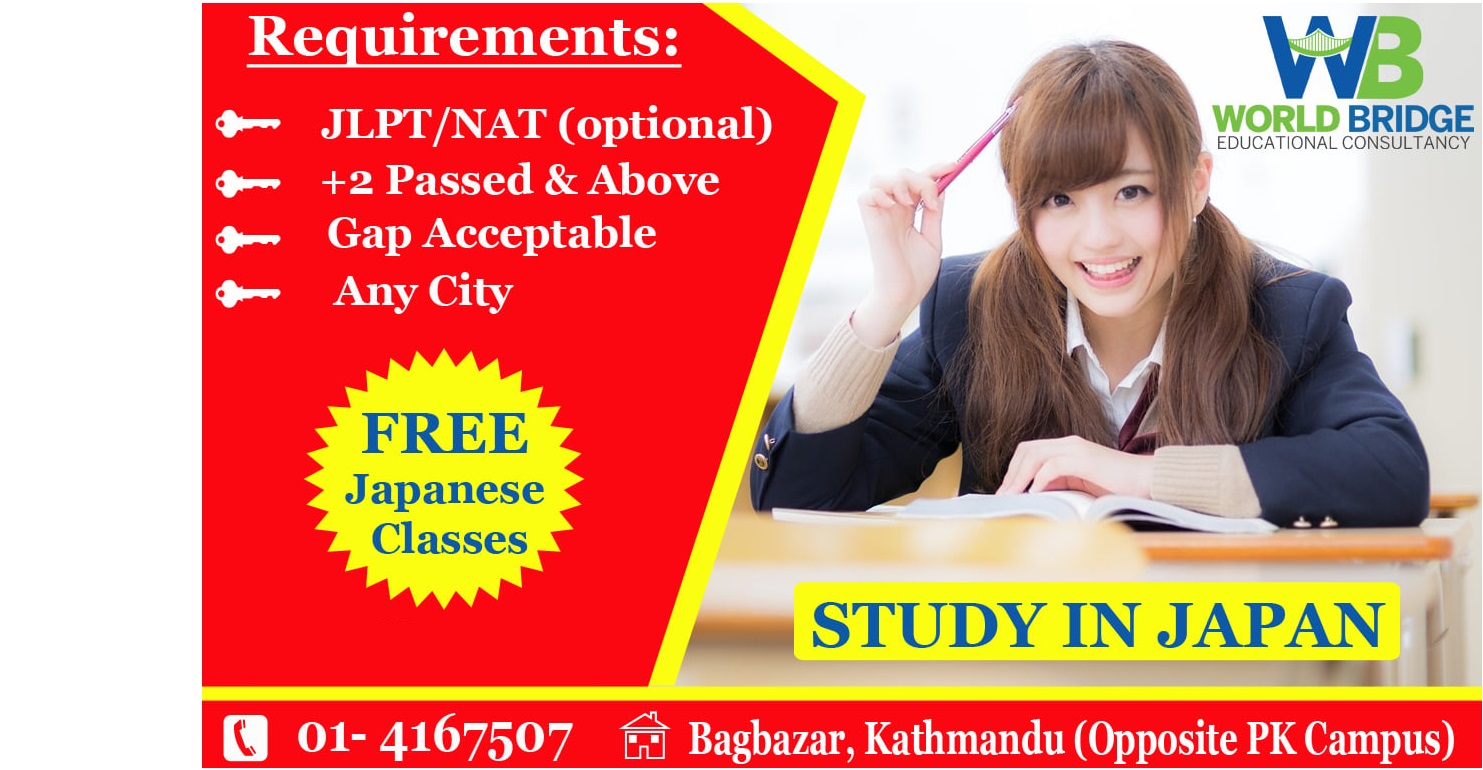 Requirements:
JLPT/NAT (optional)
+2 Passed & Above
Gap Acceptable
Any City
FREE
Japanese
Classes
WB
WORLD BRIDGE
EDUCATIONAL CONSULTANCY
STUDY IN JAPAN
01- 4167507
Bagbazar, Kathmandu (Opposite PK Campus)